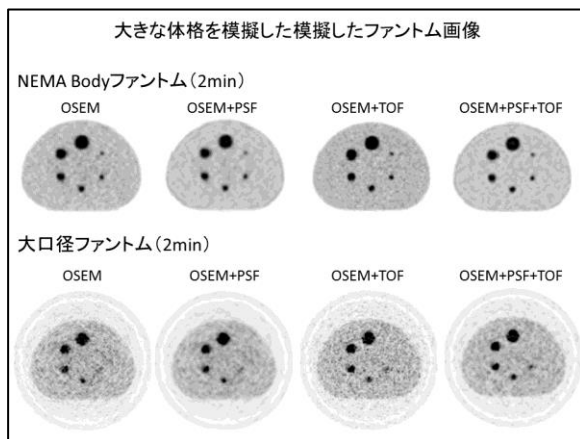 大きな体格を模擬した模擬したファントム画像
NEMA Bodyファントム(2min)
OSEM
OSEM+PSF
OSEM+TOF
OSEM+PSF+TOF
大口径ファントム(2min)
OSEM
OSEM+PSF
OSEM+TOF
OSEM+PSF+TOF